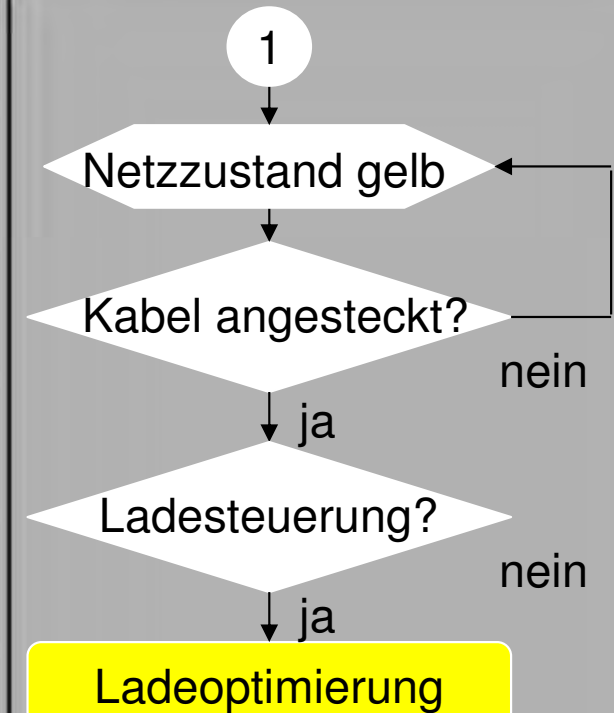 1
Netzzustand gelb
Kabel angesteckt?
nein
ja
Ladesteuerung?
nein
ja
Ladeoptimierung